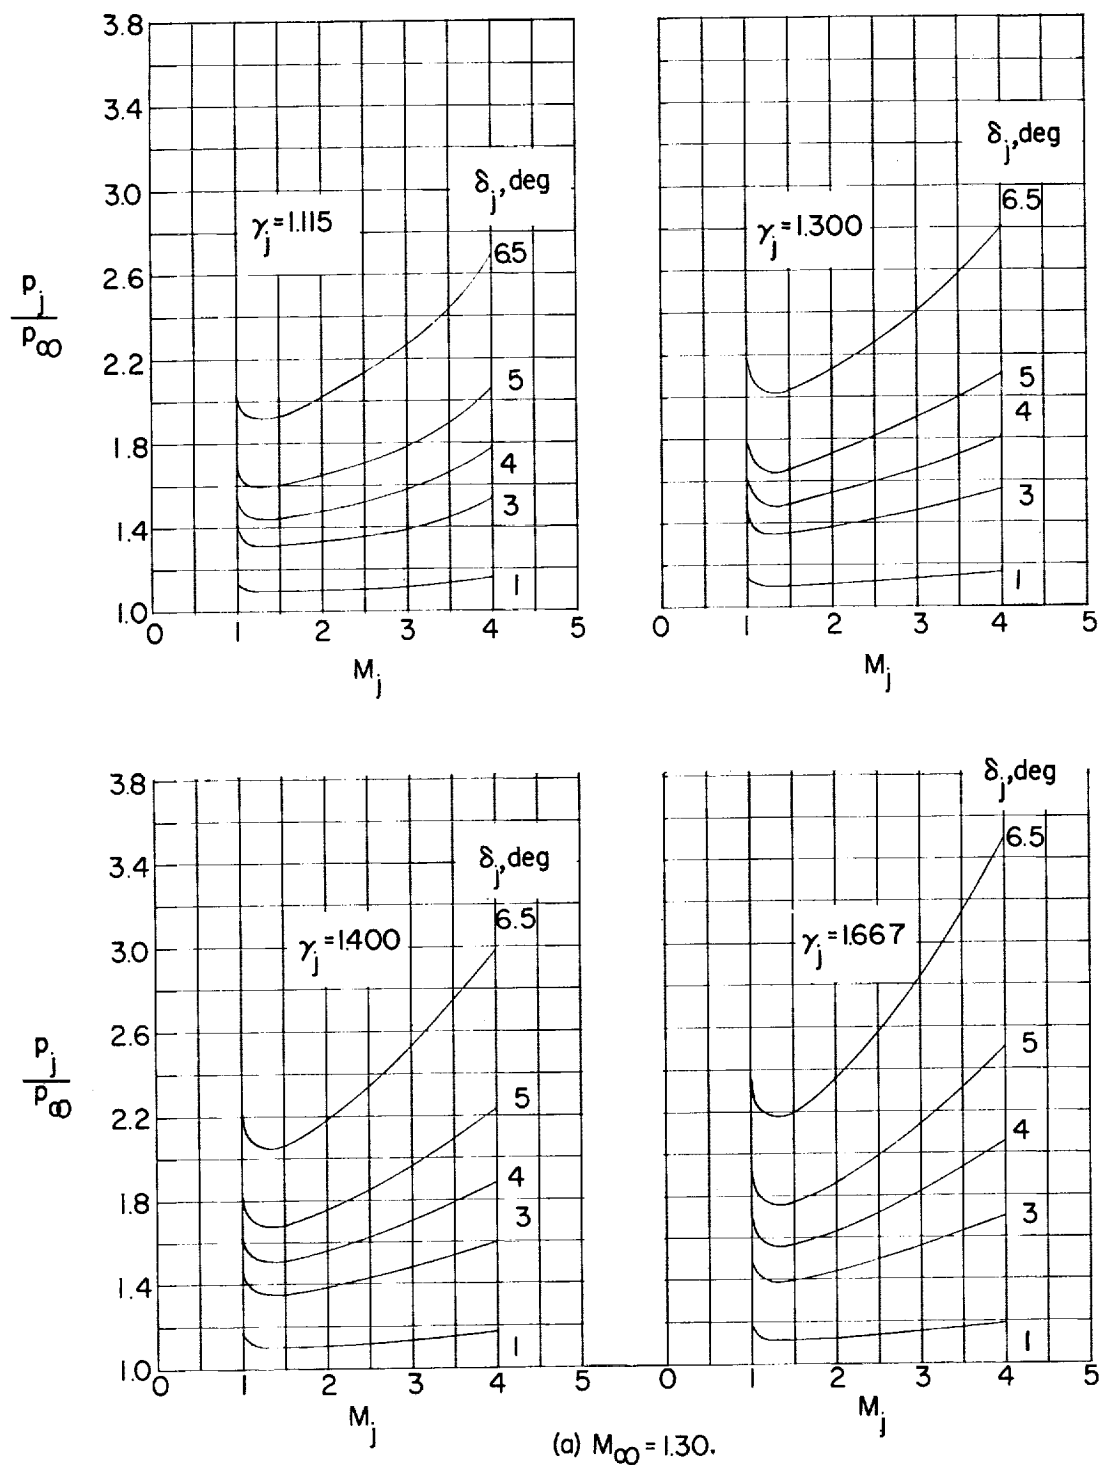 3.8
3.4
3.0
2.6
2.2
1.8
1.4
1.0
p_j
p_∞
γ_j=1.115
δ_j,deg
6.5
5
4
3
1
0 1 2 3 4 5
M_j
γ_j=1.300
δ_j,deg
6.5
5
4
3
1
0 1 2 3 4 5
M_j
3.8
3.4
3.0
2.6
2.2
1.8
1.4
1.0
p_j
p_∞
γ_j=1.400
δ_j,deg
6.5
5
4
3
1
0 1 2 3 4 5
M_j
δ_j,deg
γ_j=1.667
6.5
5
4
3
1
0 1 2 3 4 5
M_j
(a) M_∞=1.30.